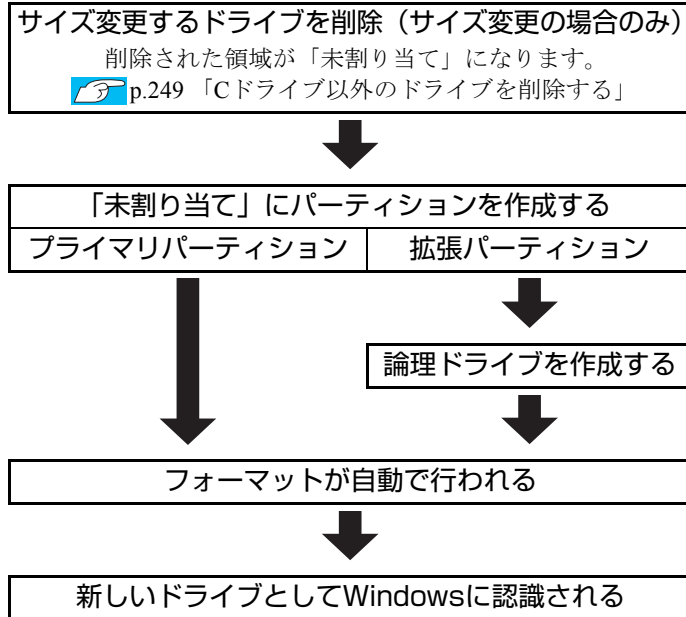 サイズ変更するドライブを削除（サイズ変更の場合のみ）
削除された領域が「未割り当て」になります。
p.249 「Cドライブ以外のドライブを削除する」
「未割り当て」にパーティションを作成する
プライマリパーティション
拡張パーティション
論理ドライブを作成する
フォーマットが自動で行われる
新しいドライブとしてWindowsに認識される